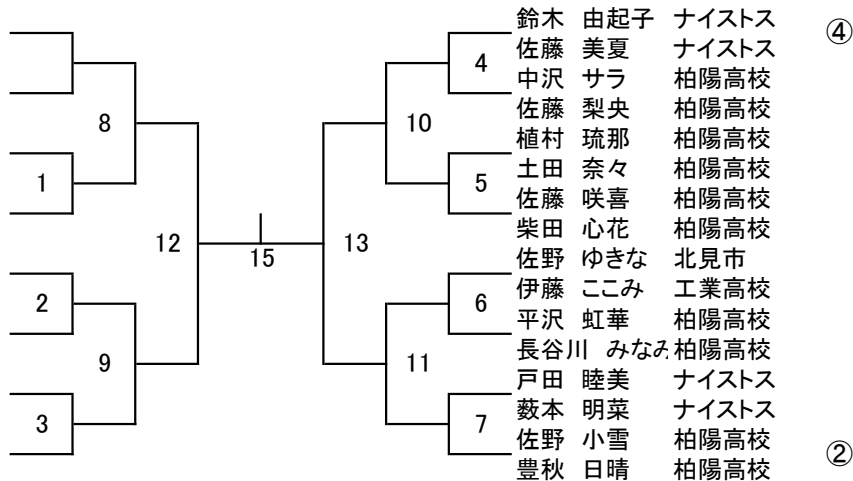 鈴木 由起子 ナイストス ④
佐藤 美夏 ナイストス
4
中沢 サラ 柏陽高校
佐藤 梨央 柏陽高校
8 10
植村 琉那 柏陽高校
土田 奈々 柏陽高校
1 5
佐藤 咲喜 柏陽高校
柴田 心花 柏陽高校
12 13
15
佐野 ゆきな 北見市
伊藤 ここみ 工業高校
2 6
平沢 虹華 柏陽高校
長谷川 みなみ 柏陽高校
9 11
戸田 睦美 ナイストス
薮本 明菜 ナイストス
3 7
佐野 小雪 柏陽高校 ②
豊秋 日晴 柏陽高校